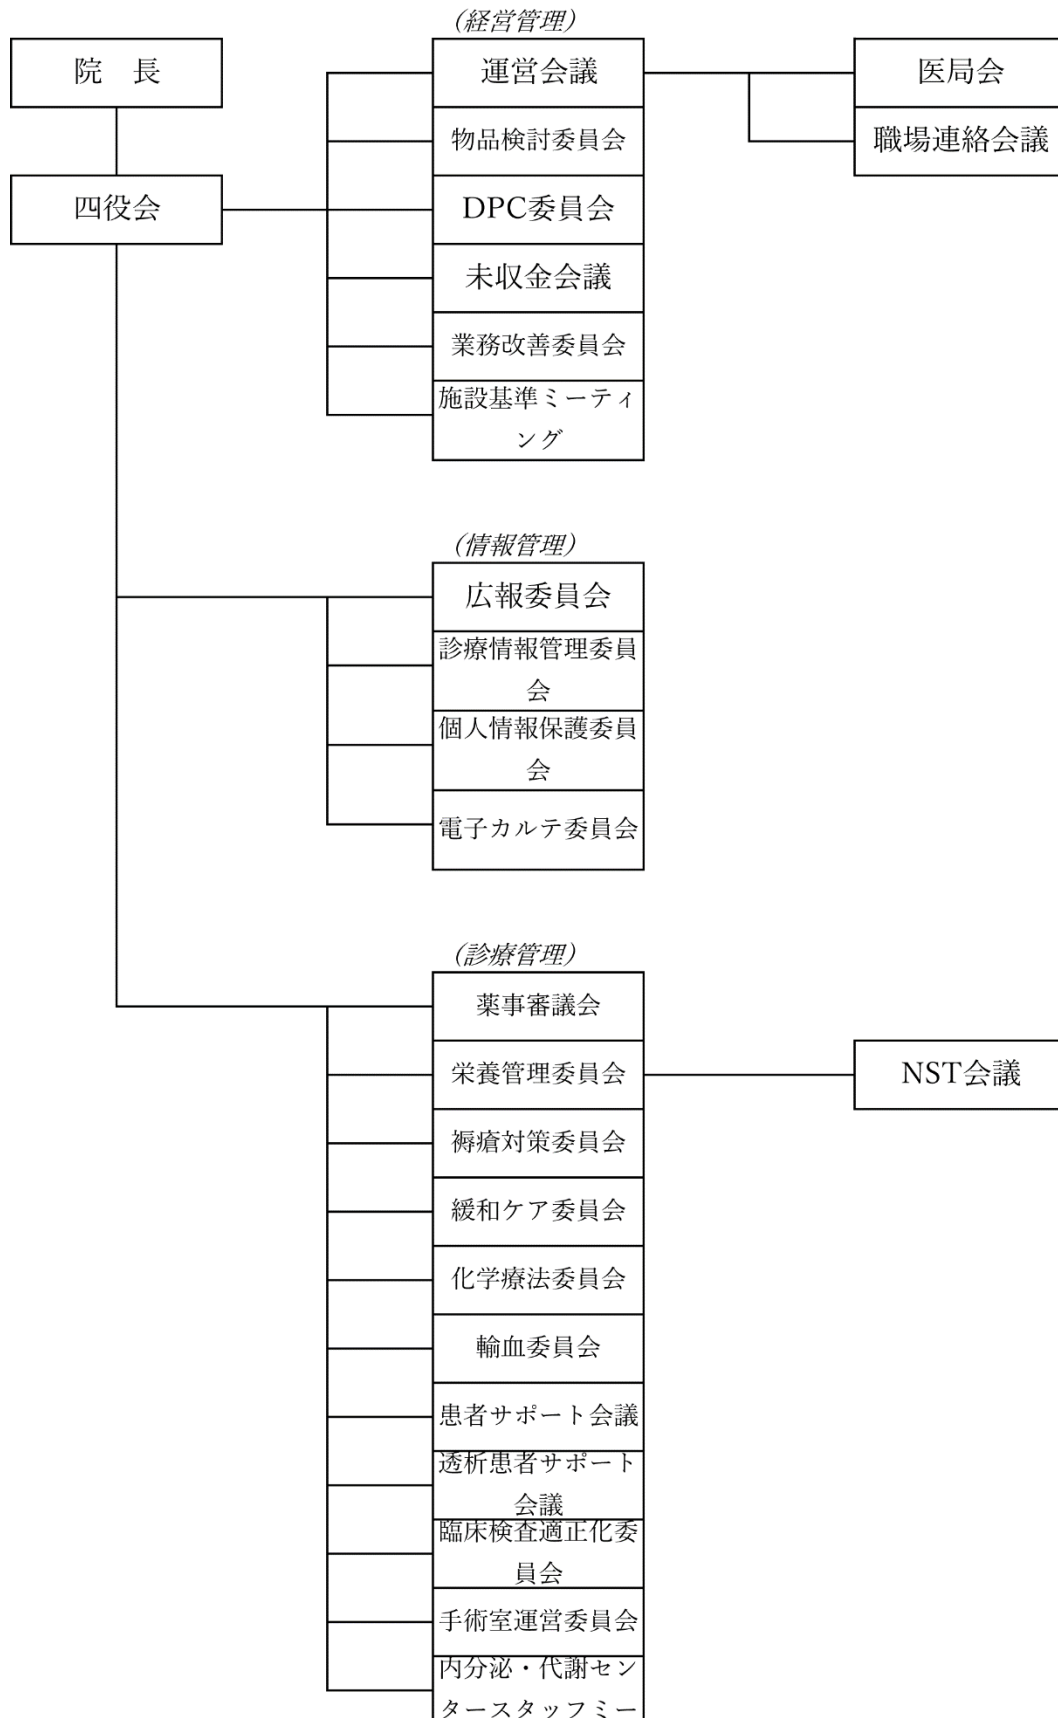 （経営管理）
院　長
運営会議
医局会
物品検討委員会
職場連絡会議
四役会
DPC委員会
未収金会議
業務改善委員会
施設基準ミーティ
ング
（情報管理）
広報委員会
診療情報管理委員
会
個人情報保護委員
会
電子カルテ委員会
（診療管理）
薬事審議会
栄養管理委員会
NST会議
褥瘡対策委員会
緩和ケア委員会
化学療法委員会
輸血委員会
患者サポート会議
透析患者サポート
会議
臨床検査適正化委
員会
手術室運営委員会
内分泌・代謝セン
タースタッフミー